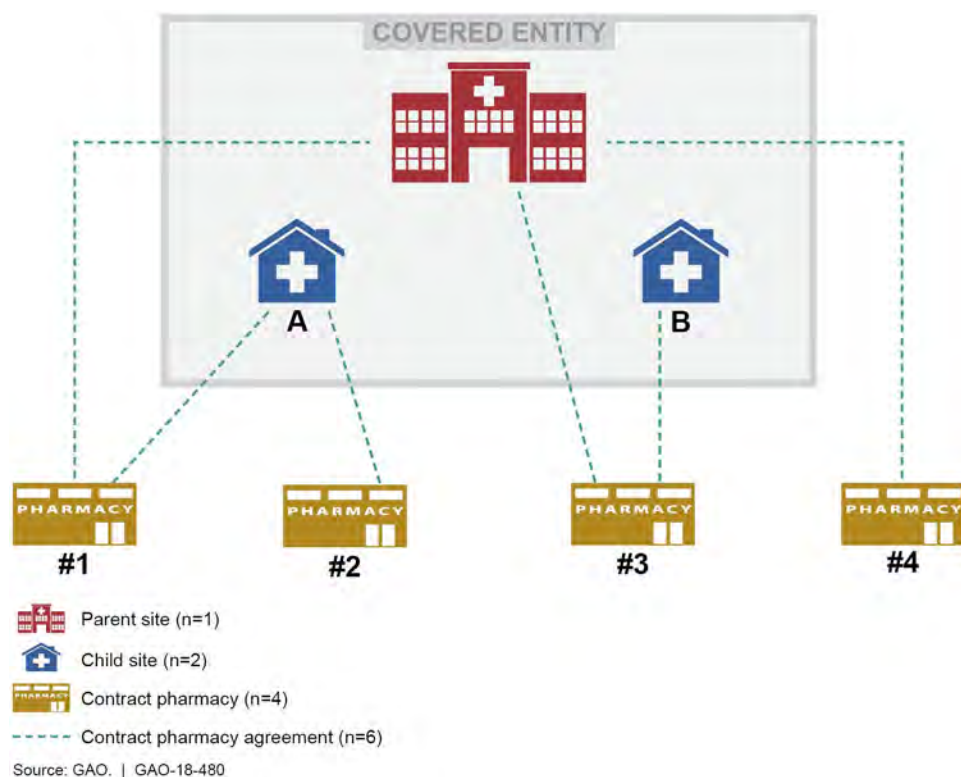 COVERED ENTITY
A
B
PHARMACY
PHARMACY
PHARMACY
PHARMACY
#1
#2
#3
#4
Parent site (n=1)
Child site (n=2)
PHARMACY
Contract pharmacy (n=4)
Contract pharmacy agreement (n=6)
Source: GAO. | GAO-18-480